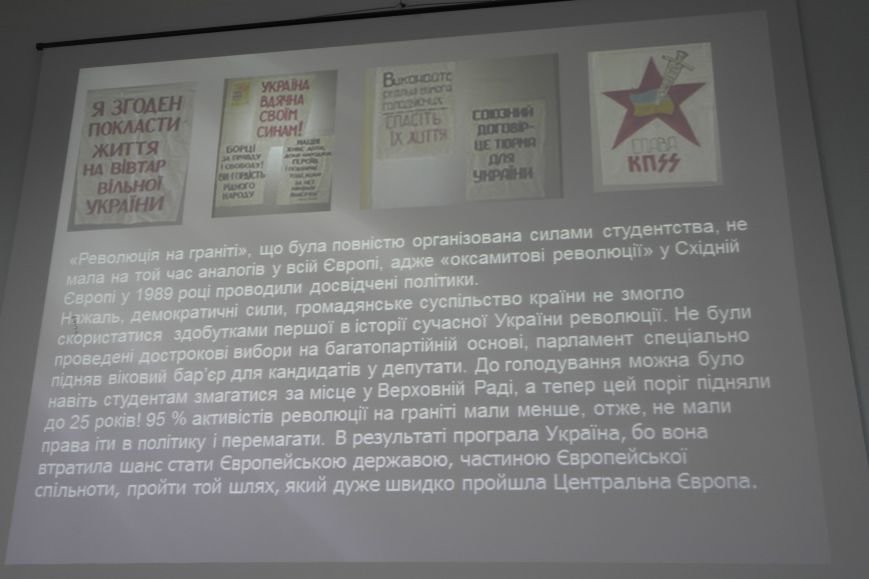 Я ЗГОДЕН
ПОКЛАСТИ
ЖИТТЯ
НА ВІВТАР
ВІЛЬНОЇ
УКРАЇНИ
УКРАЇНА
ВДЯЧНА
СВОЇМ
СИНАМ!
БОРЦІ
ЗА ПРАВДУ
І СВОБОДУ!
ВИ-ГОРДІСТЬ
РІДНОГО
НАРОДУ
ВИКОНАЙТЕ
ГОЛОДУЮЧИХ
СПАСІТЬ
ЇХ ЖИТТЯ
СОЮЗНИЙ
ДОГОВІР-
ЦЕ ТЮРМА
ДЛЯ
УКРАЇНИ
СЛАВА
КПSS
«Революція на граніті», що була повністю організована силами студентства, не
мала на той час аналогів у всій Європі, адже «оксамитові революції» у Східній
Європі у 1989 році проводили досвідчені політики.
Нажаль, демократичні сили, громадянське суспільство країни не змогло
скористатися здобутками першої в історії сучасної України революції. Не були
проведені дострокові вибори на багатопартійній основі, парламент спеціально
підняв віковий бар’єр для кандидатів у депутати. До голодування можна було
навіть студентам змагатися за місце у Верховній Раді, а тепер цей поріг підняли
до 25 років! 95 % активістів революції на граніті мали менше, отже, не мали
права іти в політику і перемагати. В результаті програла Україна, бо вона
втратила шанс стати Європейською державою, частиною Європейської
спільноти, пройти той шлях, який дуже швидко пройшла Центральна Європа.